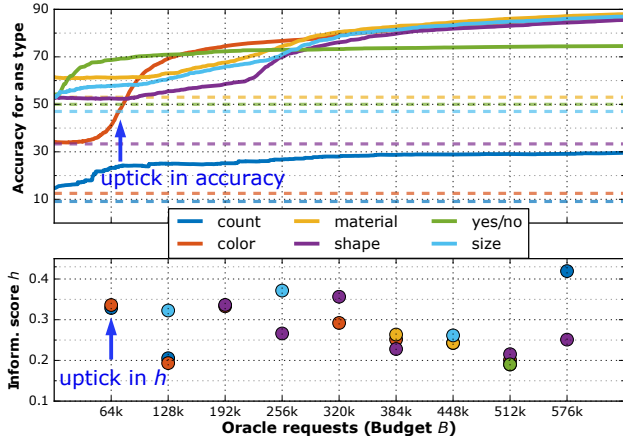 90
70
50
30
10
Accuracy for ans type
uptick in accuracy
count
material
yes/no
color
shape
size
0.4
0.3
0.2
0.1
Inform. score h
uptick in h
64k 128k 192k 256k 320k 384k 448k 512k 576k
Oracle requests (Budget B)